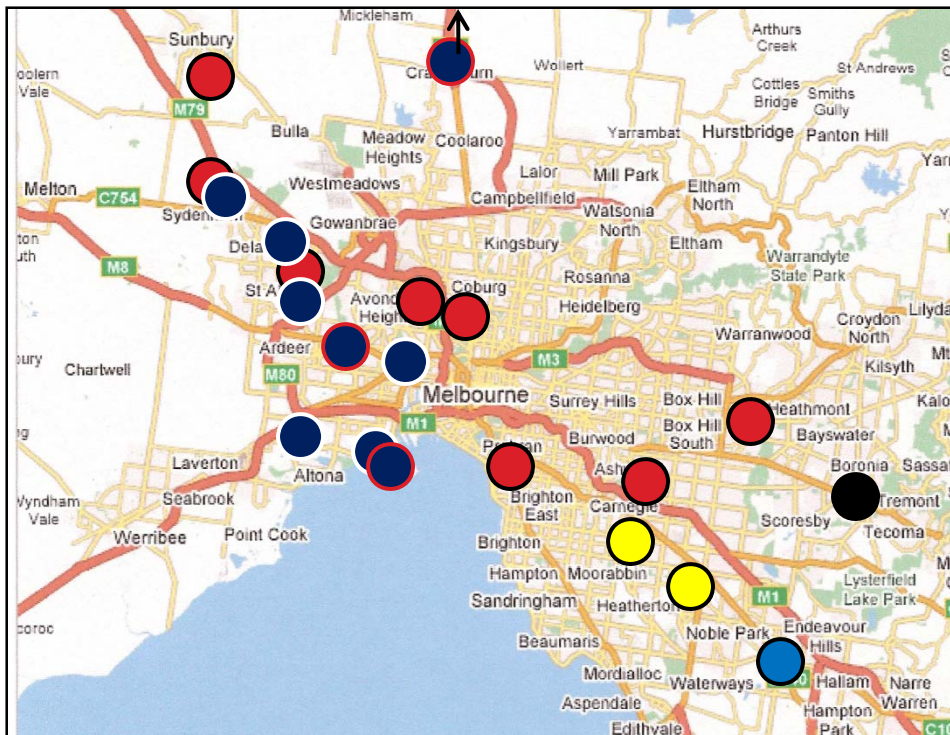 Mickleham
Sunbury
Arthurs
Creek
St Andrews
Wollert
oolern
Vale
Cottles
Bridge
Smiths
Gully
M79
Bulla
Meadow
Heights
Coolaroo
Yarrambat
Hurstbridge
Panton Hill
Lalor
Mill Park
Melton
C754
Westmeadows
Campbellfield
Eltham
North
Gowanbrae
Watsonia
North
Kingsbury
Eltham
M8
Rosanna
Warrandyte
State Park
Coburg
Heights
Heidelberg
Croydon
North
Warranwood
Ardeer
M3
Kilsyth
Chartwell
M80
Melbourne
Surrey Hills
Box Hill
Heathmont
M1
Burwood
Box Hill
South
Bayswater
Laverton
Altona
Boronia
Seabrook
Brighton
East
Carnegie
Tremont
Wyndham
Vale
Scoresby
Tecoma
Werribee
Point Cook
Brighton
Hampton
Moorabbin
Lysterfield
Lake Park
Sandringham
Heatherton
M1
Noble Park
Endeavour
Hills
Beaumaris
Mordialloc
Waterways
Hallam
Narre
Warren
Aspendale
Hampton
Park
Edithvale